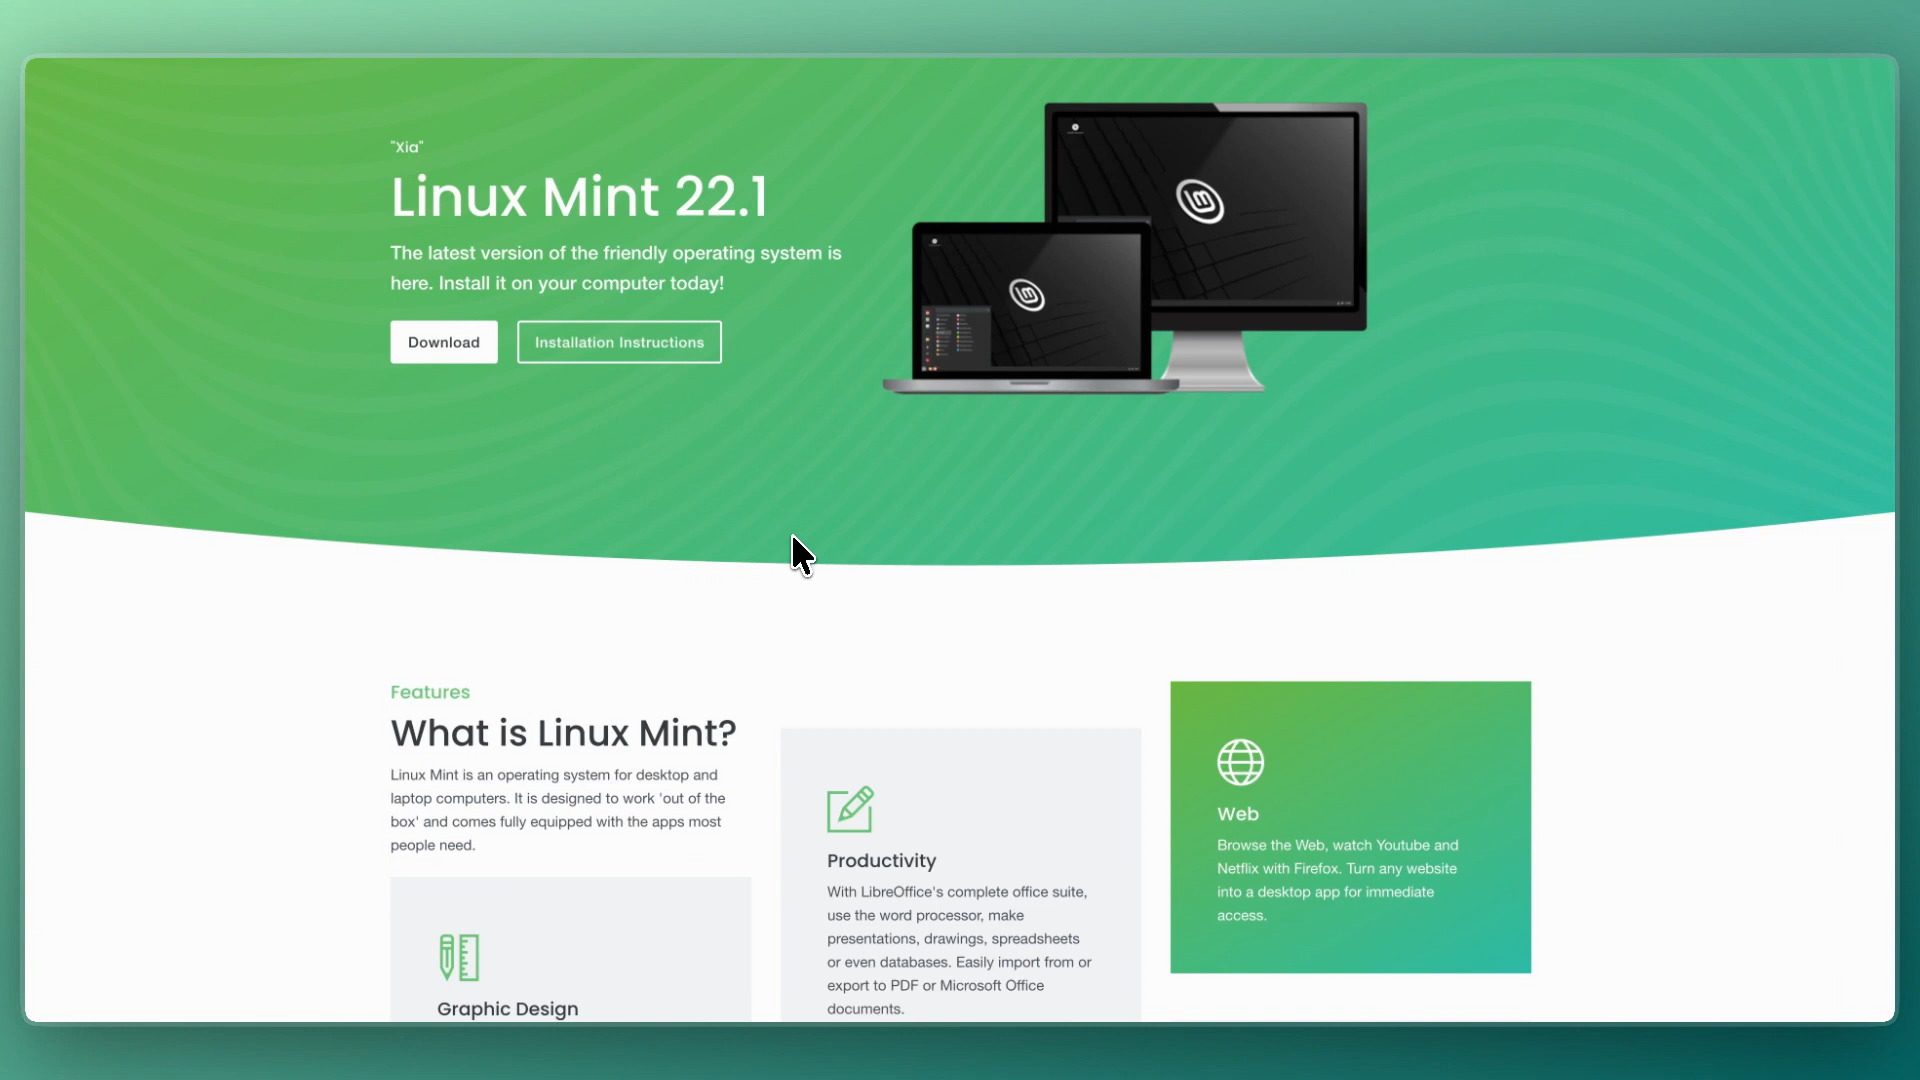 "Xia"
Linux Mint 22.1
The latest version of the friendly operating system is
here. Install it on your computer today!
Download
Installation Instructions
Features
What is Linux Mint?
Linux Mint is an operating system for desktop and
laptop computers. It is designed to work 'out of the
box' and comes fully equipped with the apps most
people need.
Graphic Design
Productivity
With LibreOffice's complete office suite,
use the word processor, make
presentations, drawings, spreadsheets
or even databases. Easily import from or
export to PDF or Microsoft Office
documents.
Web
Browse the Web, watch Youtube and
Netflix with Firefox. Turn any website
into a desktop app for immediate
access.